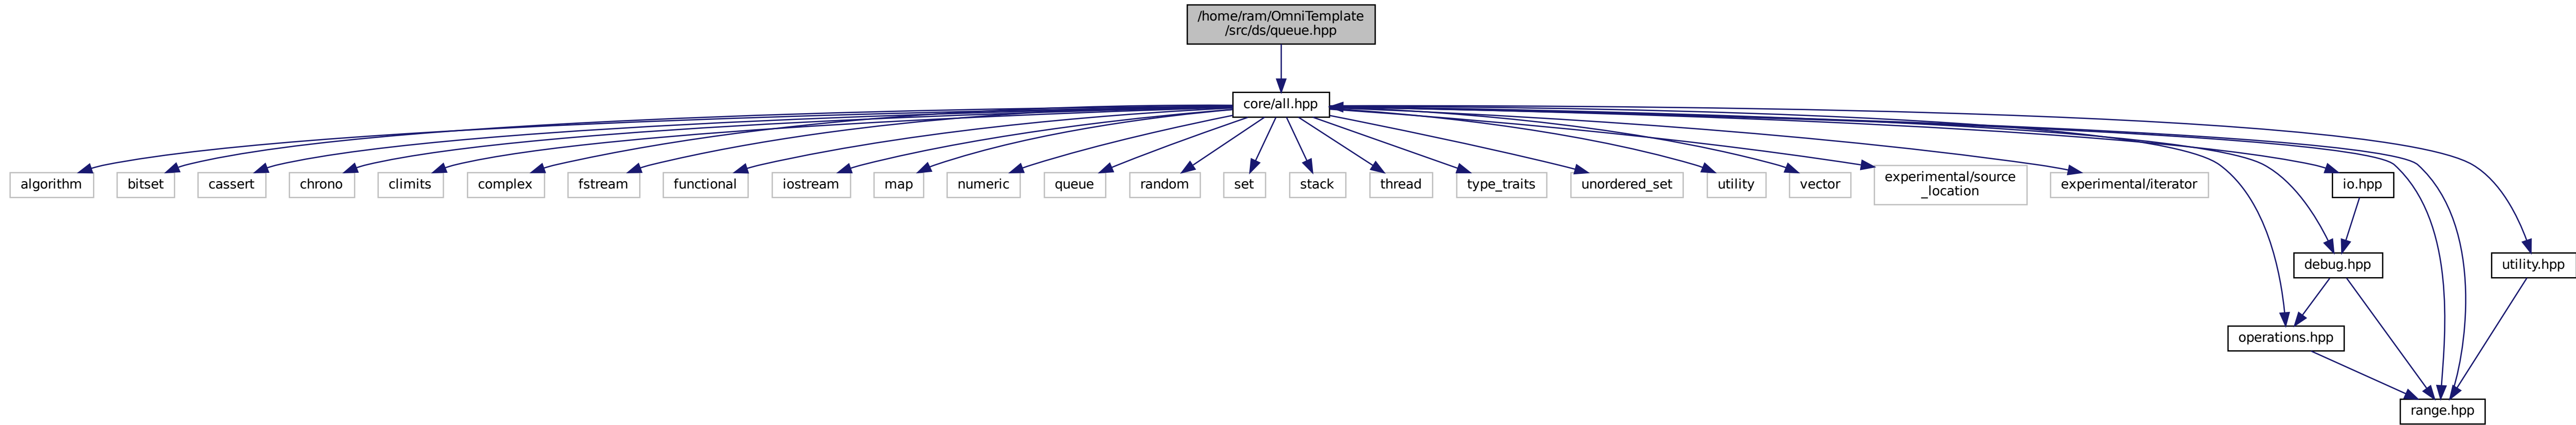 /home/ram/OmniTemplate
/src/ds/queue.hpp
core/all.hpp
algorithm
bitset
cassert
chrono
climits
complex
fstream
functional
iostream
map
numeric
queue
random
set
stack
thread
type_traits
unordered_set
utility
vector
experimental/source
_location
experimental/iterator
io.hpp
debug.hpp
utility.hpp
operations.hpp
range.hpp